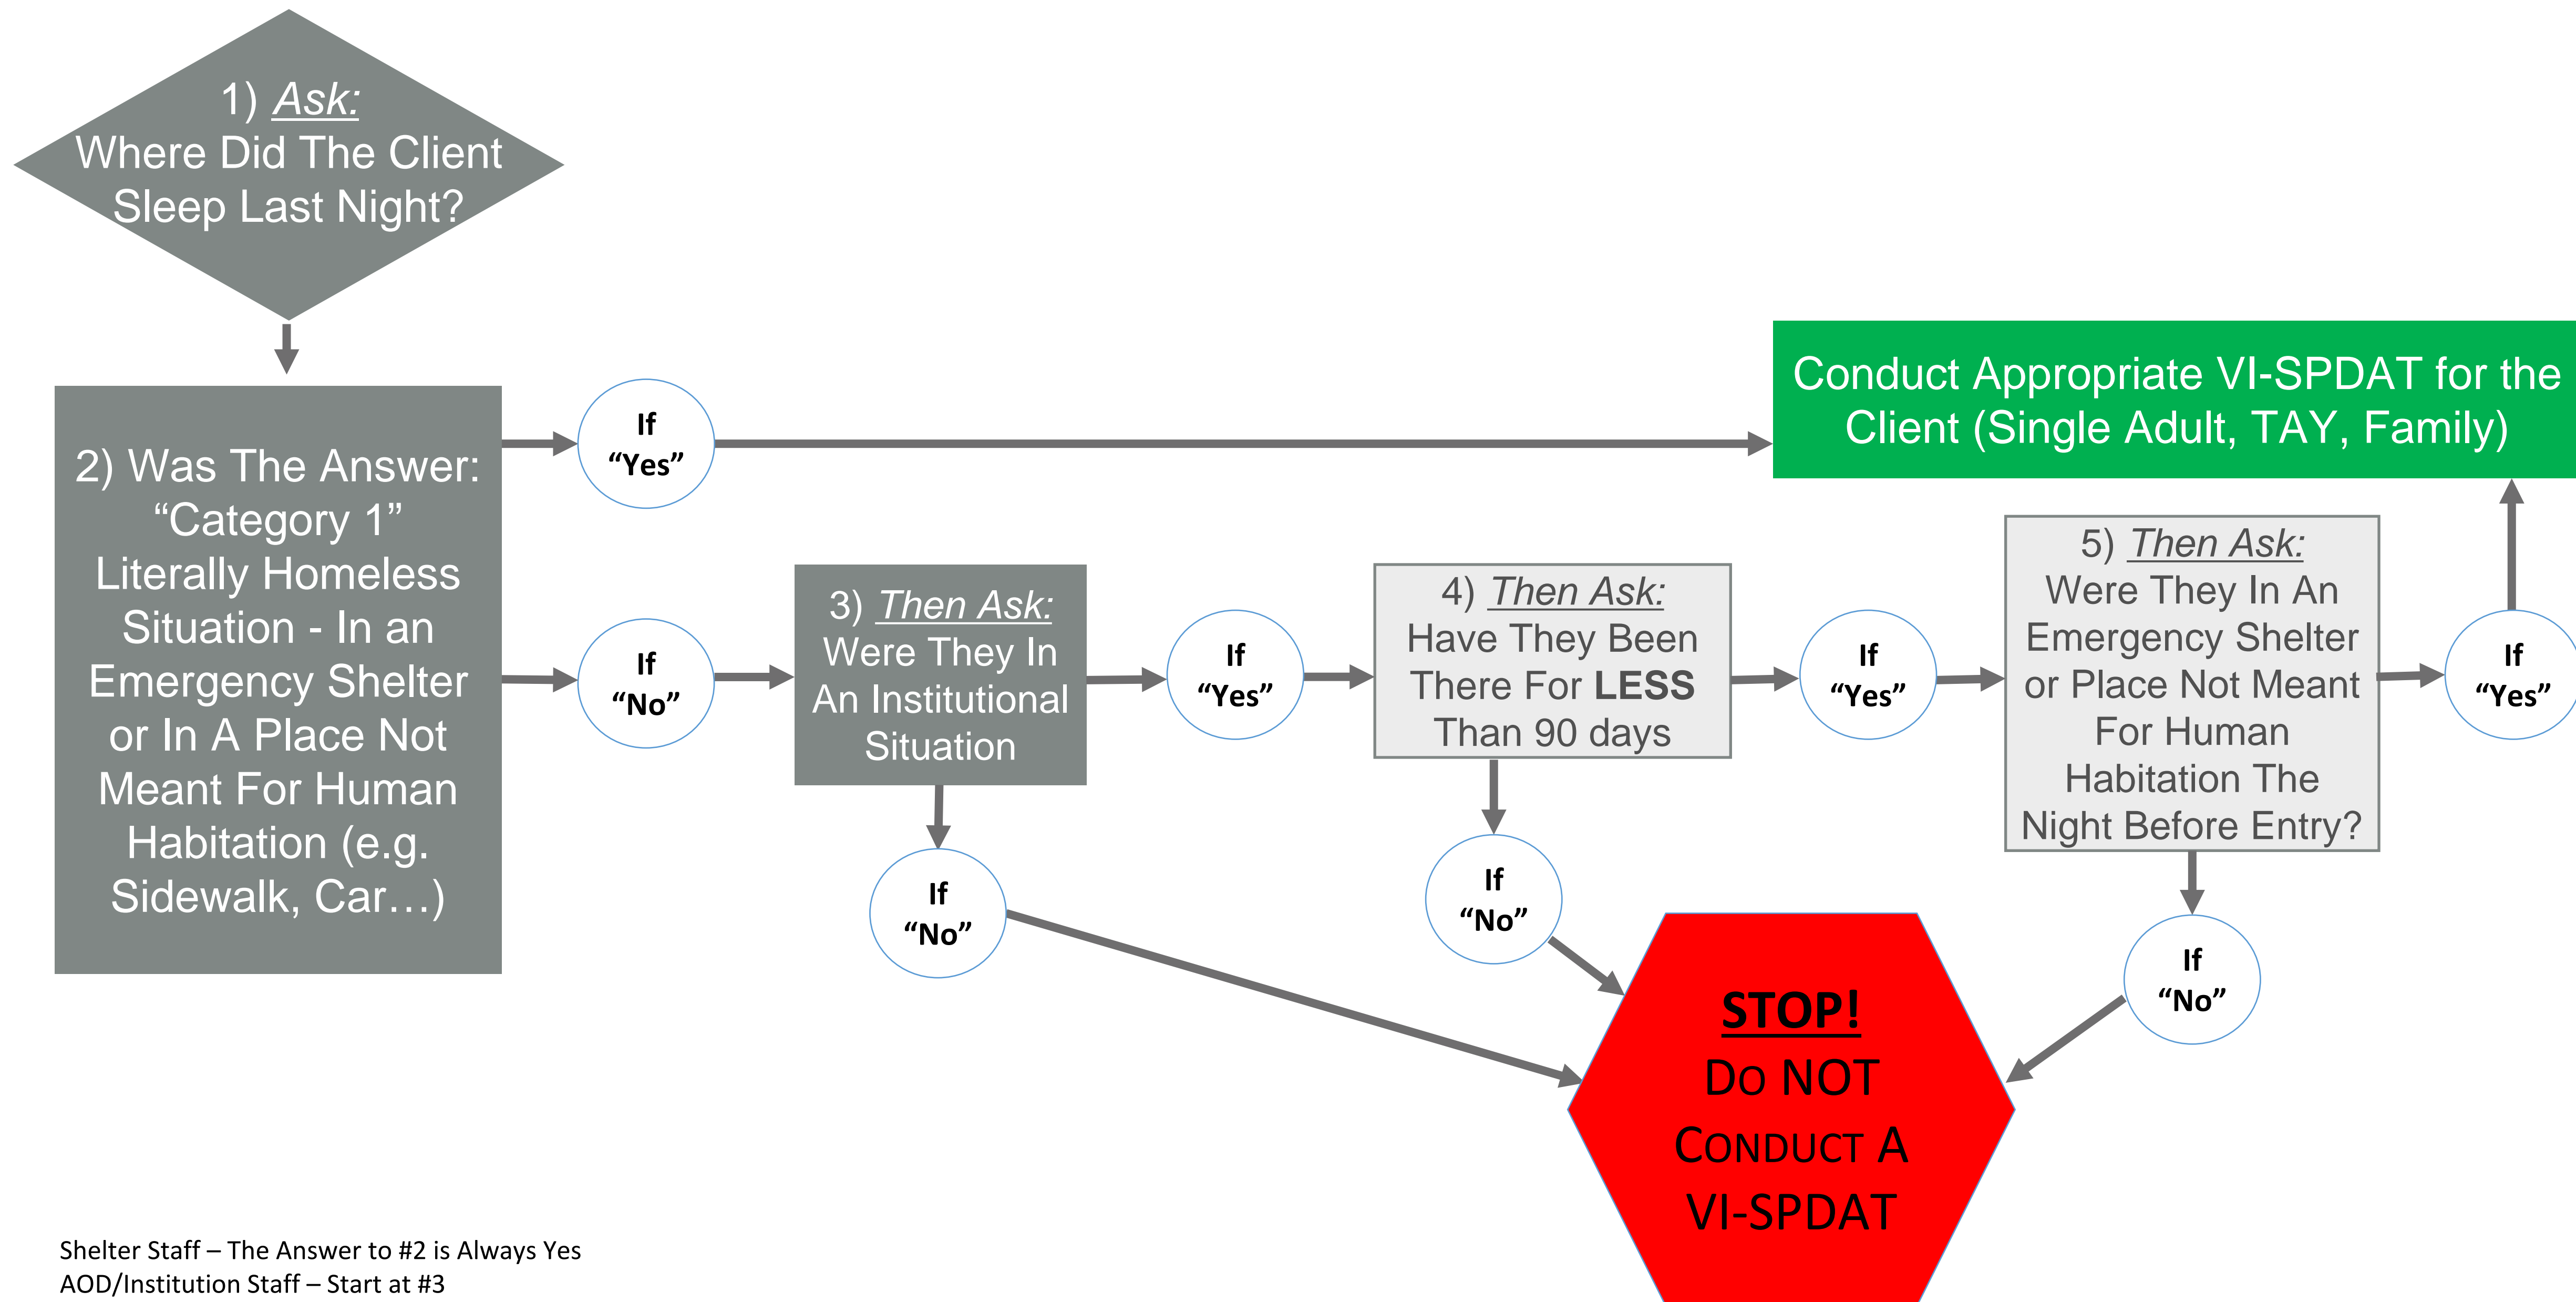 1) Ask:
Where Did The Client
Sleep Last Night?
2) Was The Answer:
“Category 1”
Literally Homeless
Situation - In an
Emergency Shelter
or In A Place Not
Meant For Human
Habitation (e.g.
Sidewalk, Car…)
If
“Yes”
Conduct Appropriate VI-SPDAT for the
Client (Single Adult, TAY, Family)
If
“No”
3) Then Ask:
Were They In
An Institutional
Situation
If
“Yes”
If
“No”
4) Then Ask:
Have They Been
There For LESS
Than 90 days
If
“Yes”
If
“No”
5) Then Ask:
Were They In An
Emergency Shelter
or Place Not Meant
For Human
Habitation The
Night Before Entry?
If
“Yes”
If
“No”
STOP!
DO NOT
CONDUCT A
VI-SPDAT
Shelter Staff – The Answer to #2 is Always Yes
AOD/Institution Staff – Start at #3